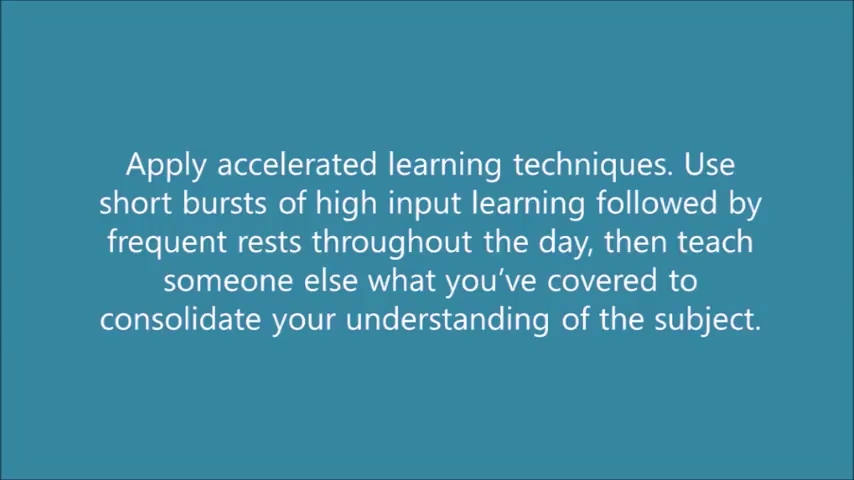 Apply accelerated learning techniques. Use
short bursts of high input learning followed by
frequent rests throughout the day, then teach
someone else what you’ve covered to
consolidate your understanding of the subject.